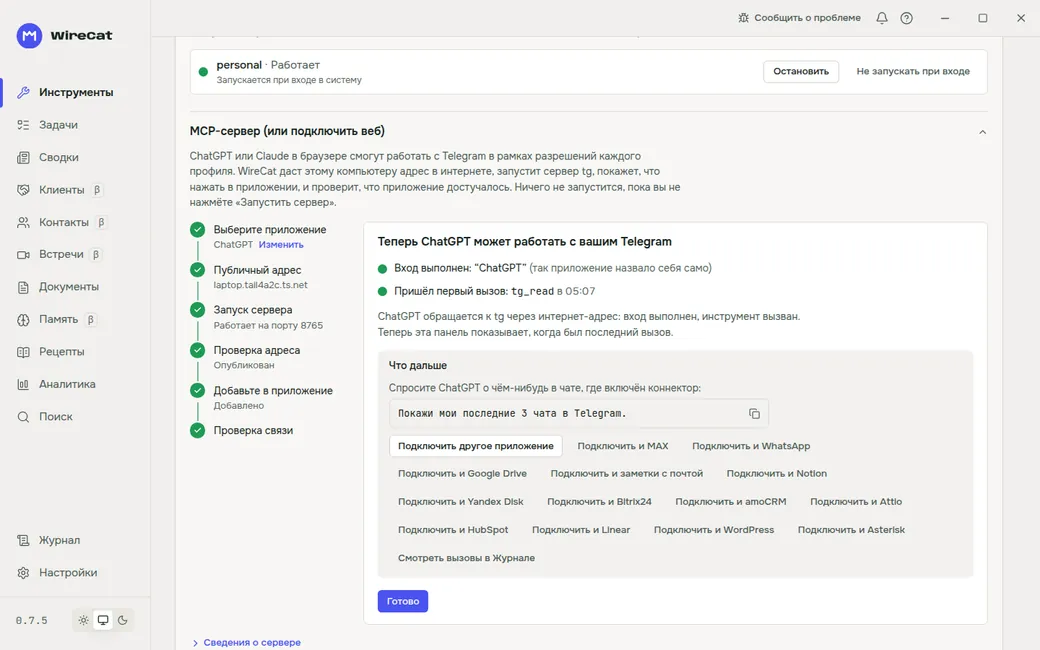 WireCat
Сообщить о проблеме
Инструменты
Задачи
Сводки
Клиенты β
Контакты β
Встречи β
Документы
Память β
Рецепты
Аналитика
Поиск
Журнал
Настройки
0.7.5
personal · Работает
Запускается при входе в систему
Остановить
Не запускать при входе
MCP-сервер (или подключить веб)
ChatGPT или Claude в браузере смогут работать с Telegram в рамках разрешений каждого
профиля. WireCat даст этому компьютеру адрес в интернете, запустит сервер tg, покажет, что
нажать в приложении, и проверит, что приложение достучалось. Ничего не запустится, пока вы не
нажмёте «Запустить сервер».
Выберите приложение
ChatGPT Изменить
Публичный адрес
laptop.tail4a2c.ts.net
Запуск сервера
Работает на порту 8765
Проверка адреса
Опубликован
Добавьте в приложение
Добавлено
Проверка связи
Теперь ChatGPT может работать с вашим Telegram
Вход выполнен: "ChatGPT" (так приложение назвало себя само)
Пришёл первый вызов: tg_read в 05:07
ChatGPT обращается к tg через интернет-адрес: вход выполнен, инструмент вызван.
Теперь эта панель показывает, когда был последний вызов.
Что дальше
Спросите ChatGPT о чём-нибудь в чате, где включён коннектор:
Покажи мои последние 3 чата в Telegram.
Подключить другое приложение Подключить и MAX Подключить и WhatsApp
Подключить и Google Drive Подключить и заметки с почтой Подключить и Notion
Подключить и Yandex Disk Подключить и Bitrix24 Подключить и amoCRM Подключить и Attio
Подключить и HubSpot Подключить и Linear Подключить и WordPress Подключить и Asterisk
Смотреть вызовы в Журнале
Готово
Сведения о сервере